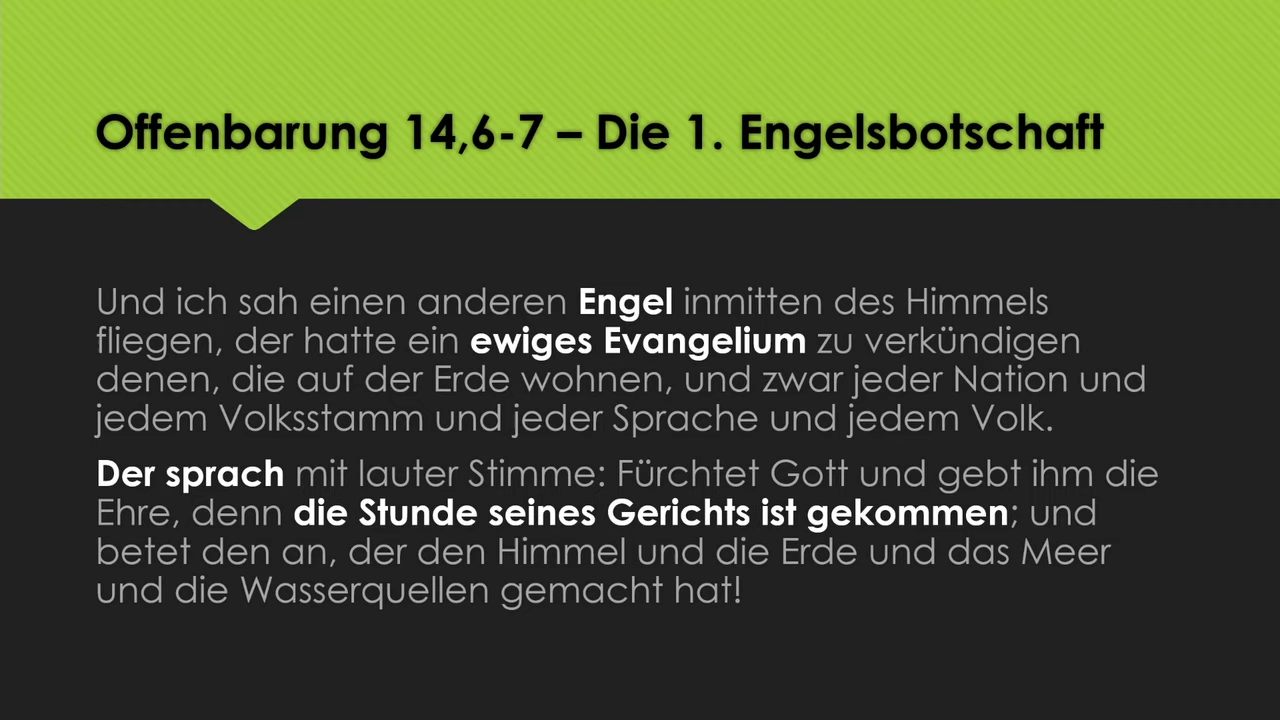 Offenbarung 14,6-7 – Die 1. Engelsbotschaft
Und ich sah einen anderen Engel inmitten des Himmels
fliegen, der hatte ein ewiges Evangelium zu verkündigen
denen, die auf der Erde wohnen, und zwar jeder Nation und
jedem Volksstamm und jeder Sprache und jedem Volk.
Der sprach mit lauter Stimme: Fürchtet Gott und gebt ihm die
Ehre, denn die Stunde seines Gerichts ist gekommen; und
betet den an, der den Himmel und die Erde und das Meer
und die Wasserquellen gemacht hat!